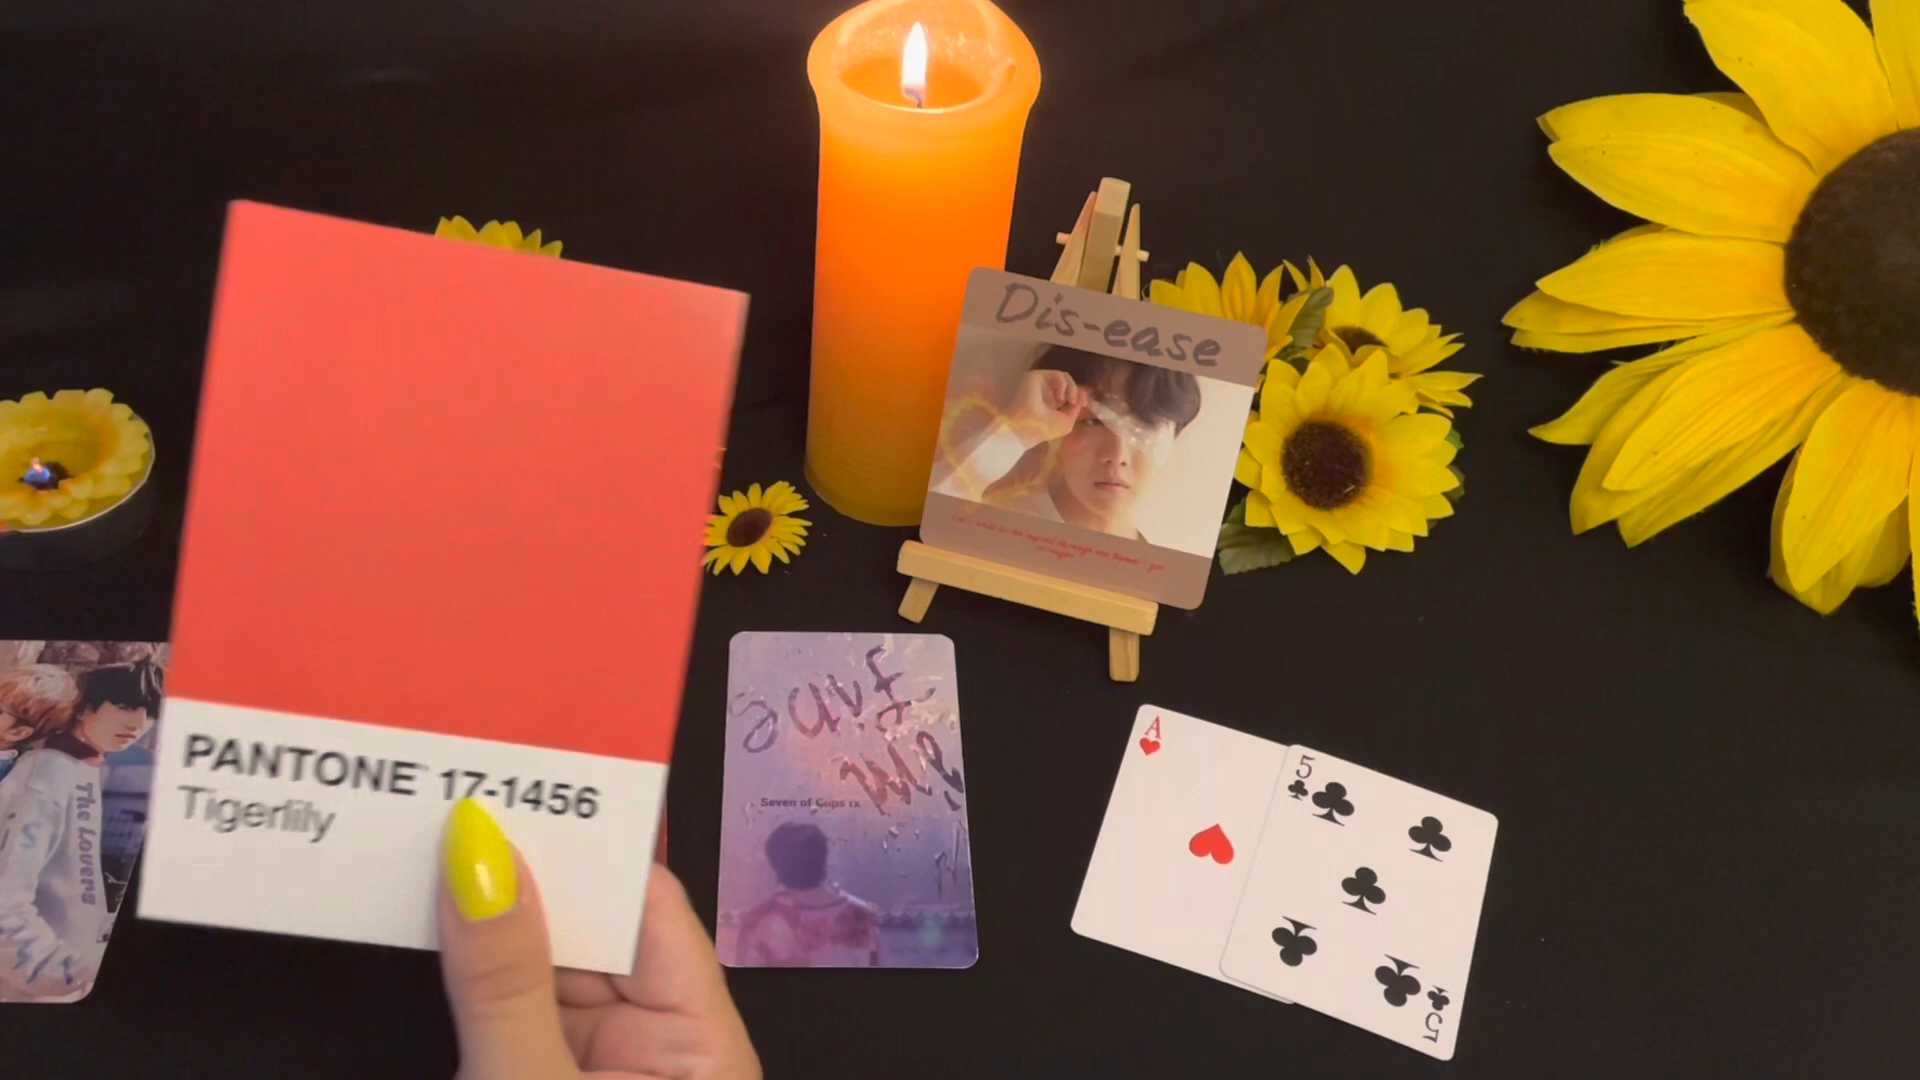 PANTONE® 17-1456
Tigerlily
Dis-ease
The Lovers
SAVE
ME
Seven of Cups rx
A
5
5